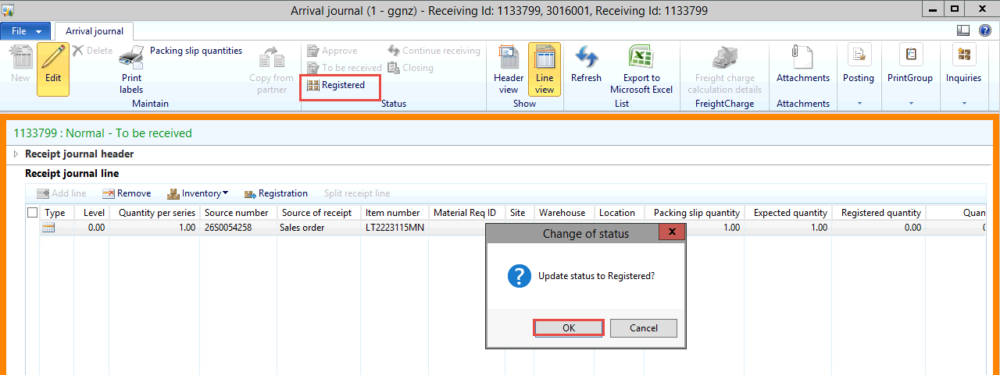 Arrival journal (1 - ggnz) - Receiving Id: 1133799, 3016001, Receiving Id: 1133799
File
Arrival journal
New
Edit
Delete
Print labels
Packing slip quantities
Copy from partner
Maintain
Approve
To be received
Registered
Continue receiving
Closing
Status
Header view
Line view
Show
Refresh
Export to Microsoft Excel
List
Freight charge calculation details
FreightCharge
Attachments
Attachments
Posting
PrintGroup
Inquiries
1133799 : Normal - To be received
Receipt journal header
Receipt journal line
Add line Remove Inventory Registration Split receipt line
Type Level Quantity per series Source number Source of receipt Item number Material Req ID Site Warehouse Location Packing slip quantity Expected quantity Registered quantity Quan
0.00 1.00 26S0054258 Sales order LT2223115MN 1.00 1.00 0.00
Change of status
x
Update status to Registered?
OK Cancel